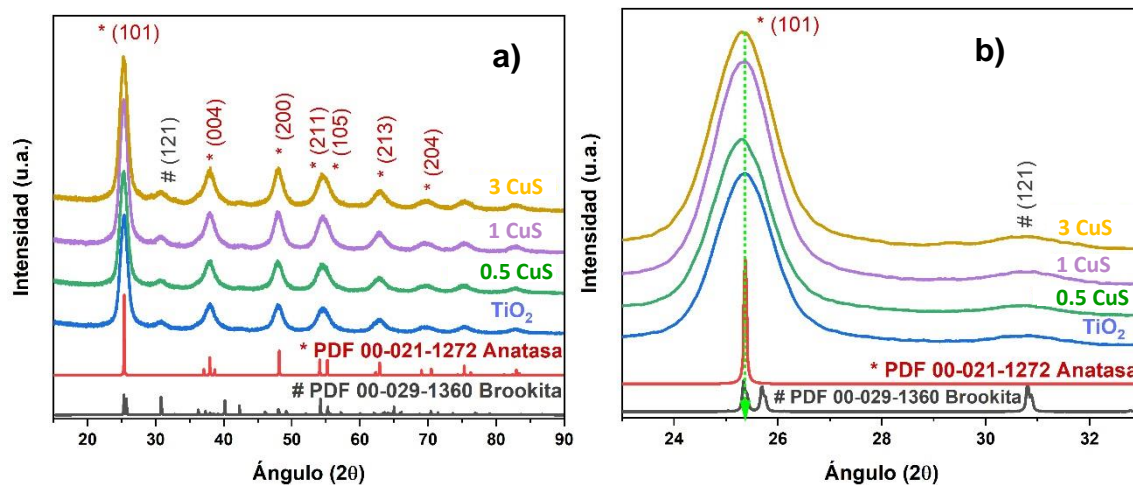 a)
* (101)
# (121)
* (004)
* (200)
* (211)
* (105)
* (213)
* (204)
3 CuS
1 CuS
0.5 CuS
TiO₂
* PDF 00-021-1272 Anatasa
# PDF 00-029-1360 Brookita
Intensidad (u.a.)
20 30 40 50 60 70 80 90
Ángulo (2θ)
b)
* (101)
# (121)
3 CuS
1 CuS
0.5 CuS
TiO₂
* PDF 00-021-1272 Anatasa
# PDF 00-029-1360 Brookita
Intensidad (u.a.)
24 26 28 30 32
Ángulo (2θ)